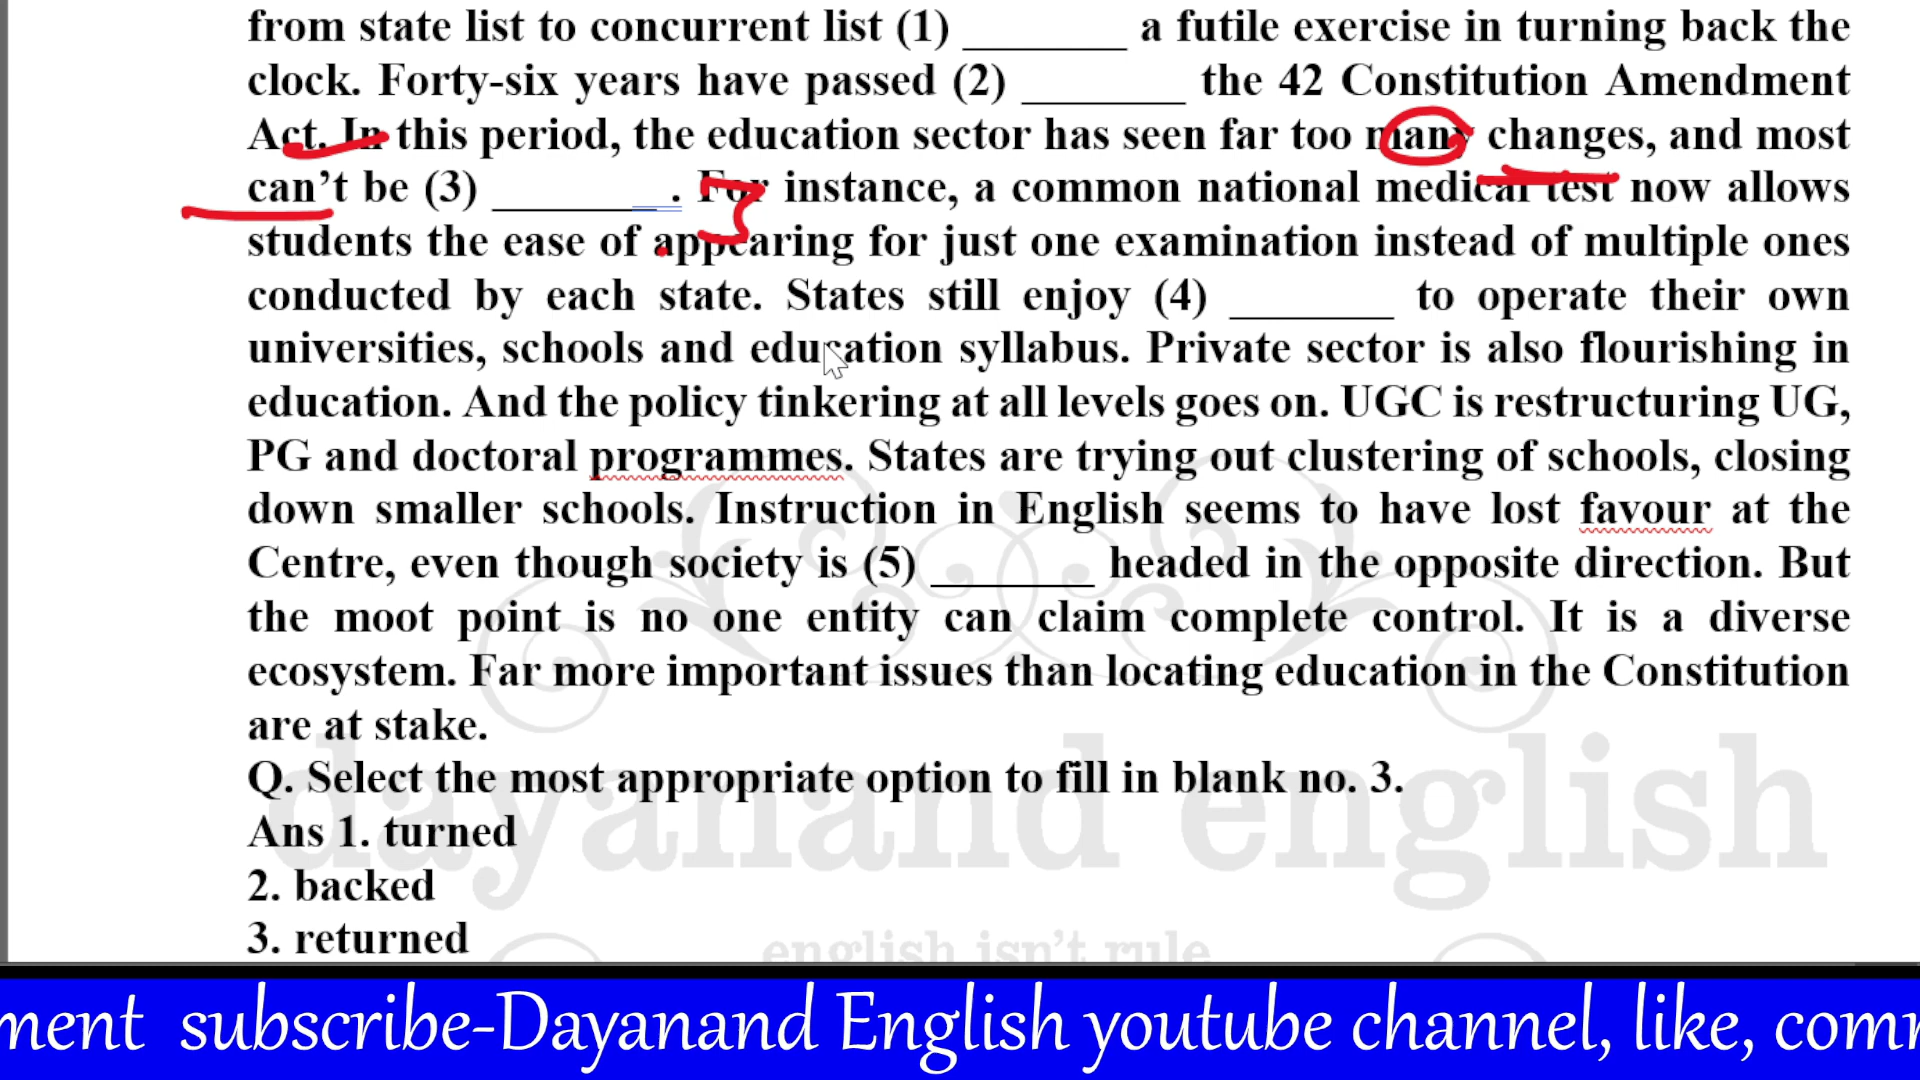 from state list to concurrent list (1) ________ a futile exercise in turning back the
clock. Forty-six years have passed (2) ________ the 42 Constitution Amendment
Act. In this period, the education sector has seen far too many changes, and most
can’t be (3) ________. For instance, a common national medical test now allows
students the ease of appearing for just one examination instead of multiple ones
conducted by each state. States still enjoy (4) ________ to operate their own
universities, schools and education syllabus. Private sector is also flourishing in
education. And the policy tinkering at all levels goes on. UGC is restructuring UG,
PG and doctoral programmes. States are trying out clustering of schools, closing
down smaller schools. Instruction in English seems to have lost favour at the
Centre, even though society is (5) ________ headed in the opposite direction. But
the moot point is no one entity can claim complete control. It is a diverse
ecosystem. Far more important issues than locating education in the Constitution
are at stake.
Q. Select the most appropriate option to fill in blank no. 3.
Ans 1. turned
2. backed
3. returned
dayanand english
english isn’t rule
ment subscribe-Dayanand English youtube channel, like, comm